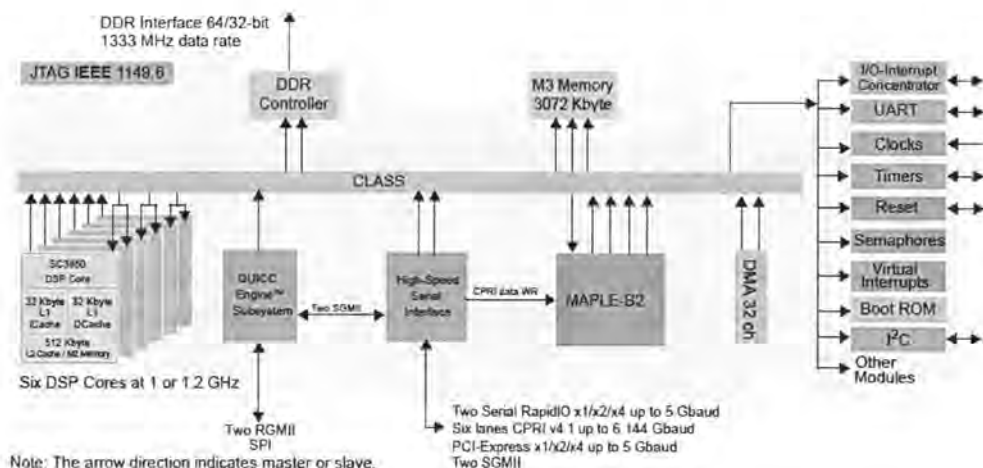 DDR Interface 64/32-bit
1333 MHz data rate
JTAG IEEE 1149.6
DDR
Controller
M3 Memory
3072 Kbyte
I/O-Interrupt
Concentrator
UART
Clocks
Timers
Reset
Semaphores
Virtual
Interrupts
Boot ROM
I²C
Other
Modules
CLASS
SC3850
DSP Core
32 Kbyte
L1
ICache
32 Kbyte
L1
DCache
512 Kbyte
L2 Cache / M2 Memory
QUICC
Engine™
Subsystem
Two SGMII
High-Speed
Serial
Interface
CPRI data WR
MAPLE-B2
DMA 32 ch
Six DSP Cores at 1 or 1.2 GHz
Two RGMII
SPI
Two Serial RapidIO x1/x2/x4 up to 5 Gbaud
Six lanes CPRI v4.1 up to 6.144 Gbaud
PCI-Express x1/x2/x4 up to 5 Gbaud
Two SGMII
Note: The arrow direction indicates master or slave.